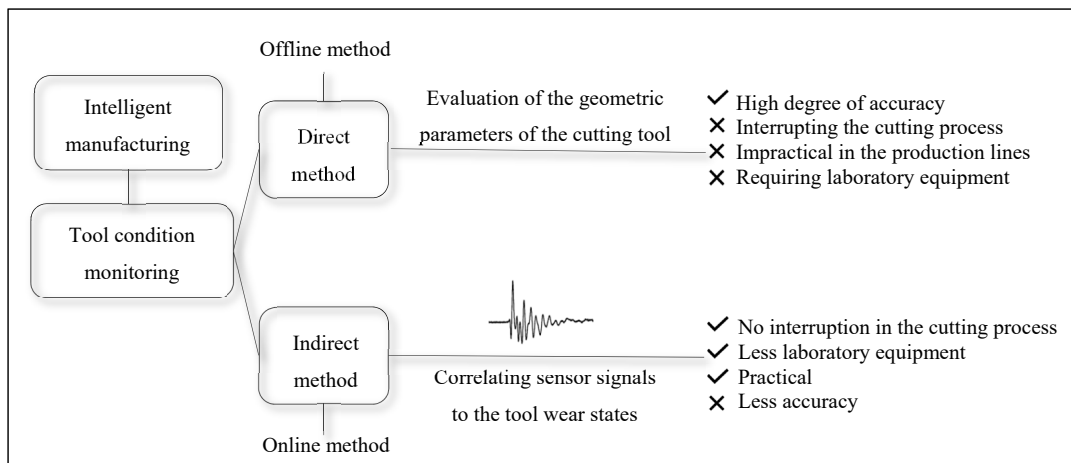 Intelligent
manufacturing
Tool condition
monitoring
Offline method
Direct
method
Evaluation of the geometric
parameters of the cutting tool
✓ High degree of accuracy
✕ Interrupting the cutting process
✕ Impractical in the production lines
✕ Requiring laboratory equipment
Indirect
method
Online method
Correlating sensor signals
to the tool wear states
✓ No interruption in the cutting process
✓ Less laboratory equipment
✓ Practical
✕ Less accuracy